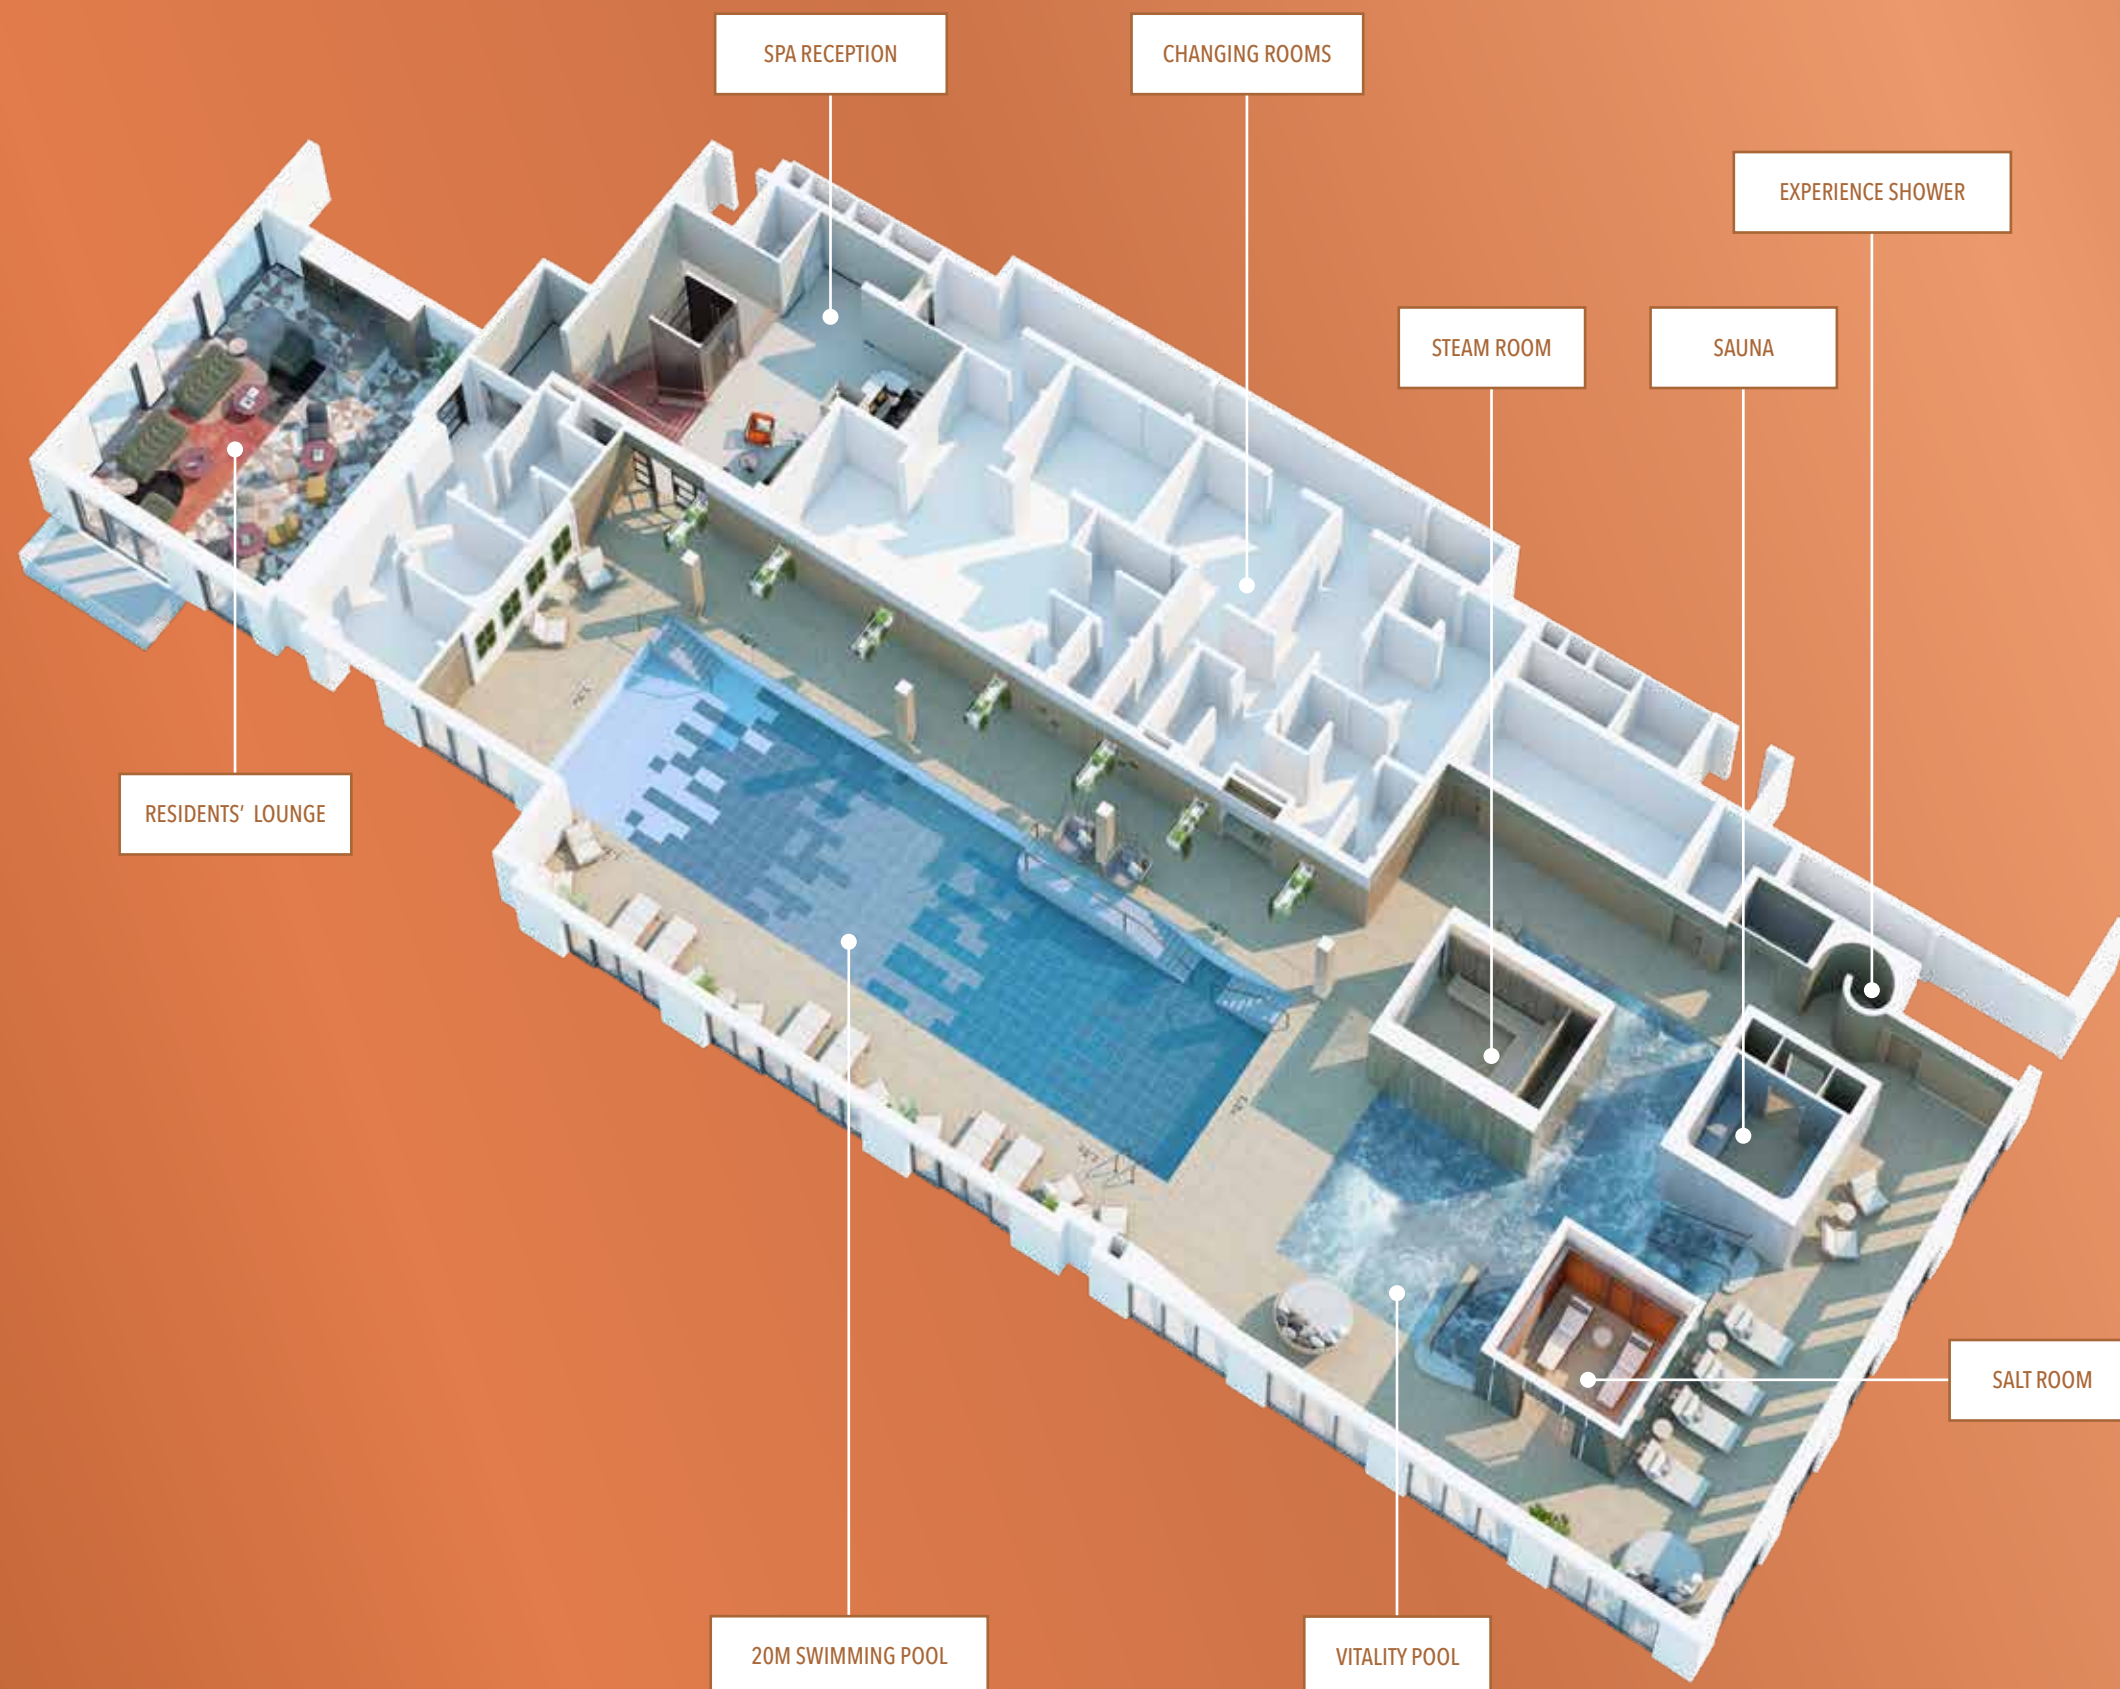 SPA RECEPTION
CHANGING ROOMS
EXPERIENCE SHOWER
STEAM ROOM
SAUNA
RESIDENTS' LOUNGE
SALT ROOM
20M SWIMMING POOL
VITALITY POOL